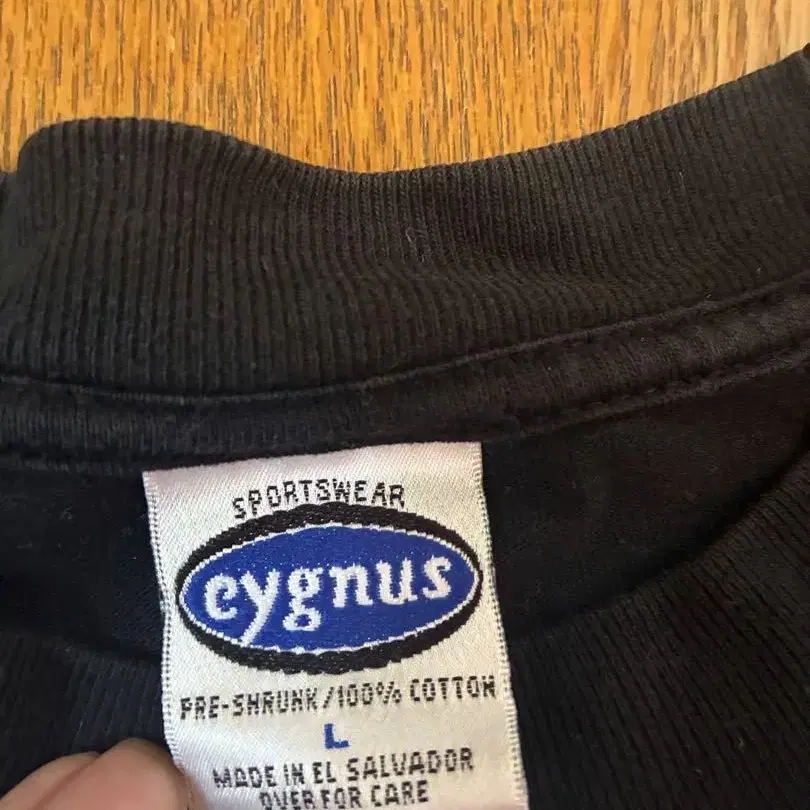 SPORTSWEAR
cygnus
PRE-SHRUNK/100% COTTON
L
MADE IN EL SALVADOR
OVER FOR CARE